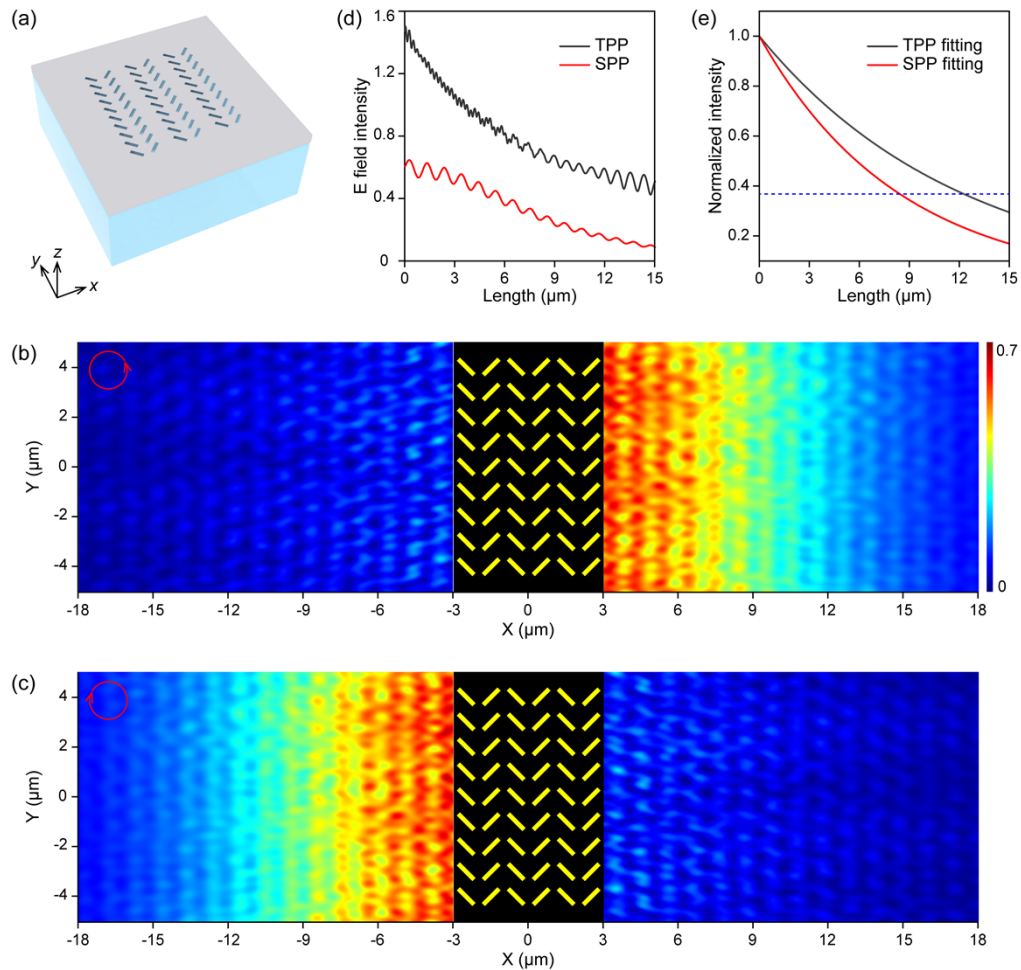 (a)
z
y
x
(d)
1.6
1.2
0.8
0.4
0
E field intensity
TPP
SPP
0 3 6 9 12 15
Length (μm)
(e)
1.0
0.8
0.6
0.4
0.2
Normalized intensity
TPP fitting
SPP fitting
0 3 6 9 12 15
Length (μm)
(b)
4
2
0
-2
-4
Y (μm)
0.7
0
-18 -15 -12 -9 -6 -3 0 3 6 9 12 15 18
X (μm)
(c)
4
2
0
-2
-4
Y (μm)
-18 -15 -12 -9 -6 -3 0 3 6 9 12 15 18
X (μm)